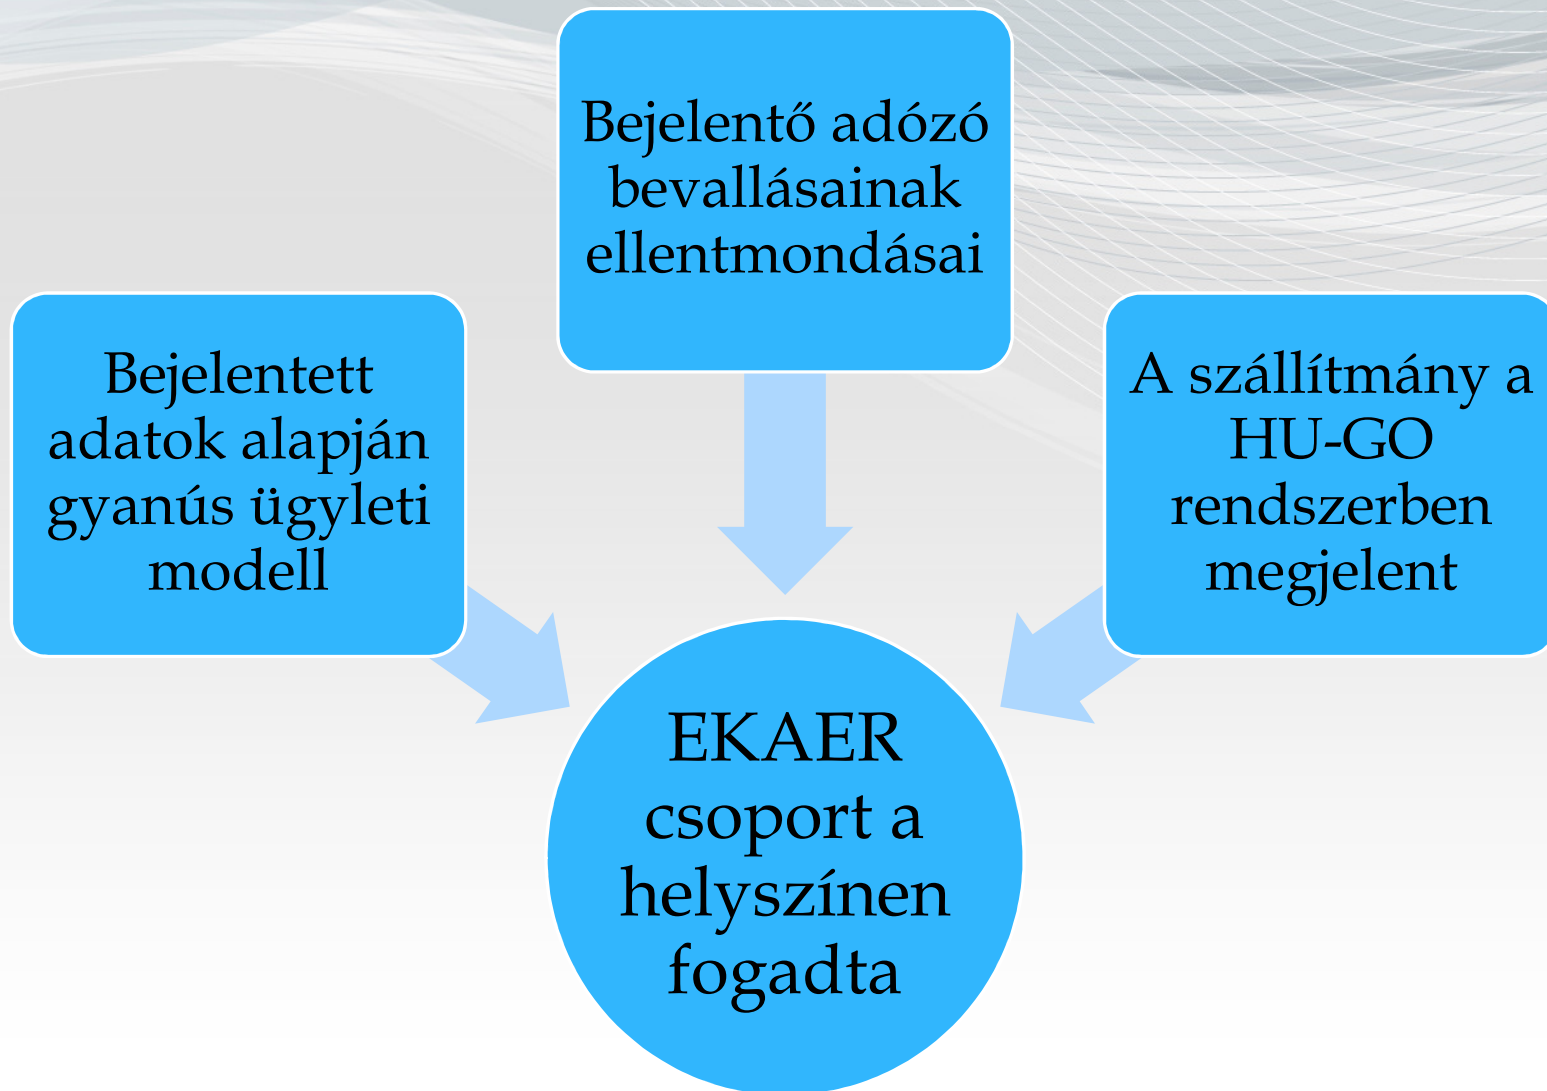 Bejelentő adózó
bevallásainak
ellentmondásai
Bejelentett
adatok alapján
gyanús ügyleti
modell
A szállítmány a
HU-GO
rendszerben
megjelent
EKAER
csoport a
helyszínen
fogadta